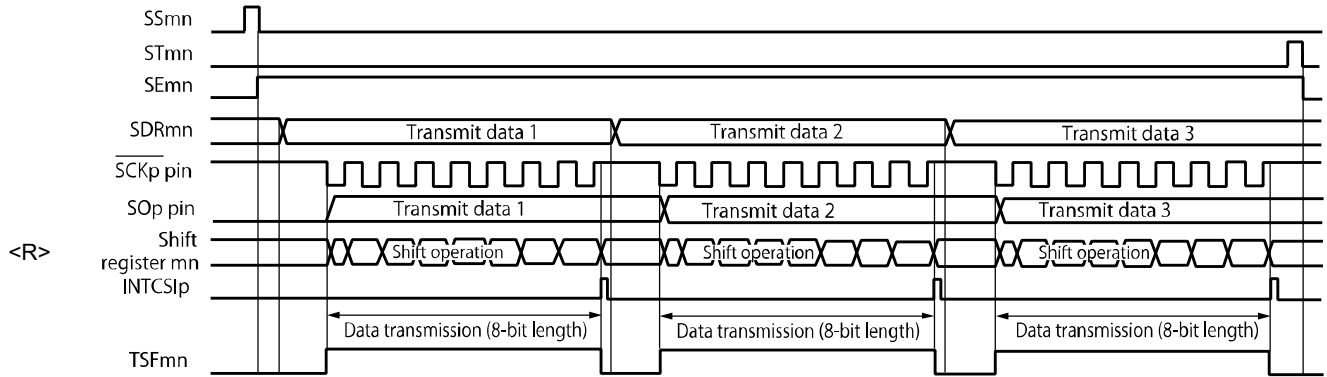 SSmn
STmn
SEmn
SDRmn Transmit data 1 Transmit data 2 Transmit data 3
SCKp pin
SOp pin Transmit data 1 Transmit data 2 Transmit data 3
<R>
Shift
register mn
Shift operation Shift operation Shift operation
INTCSIp
Data transmission (8-bit length) Data transmission (8-bit length) Data transmission (8-bit length)
TSFmn